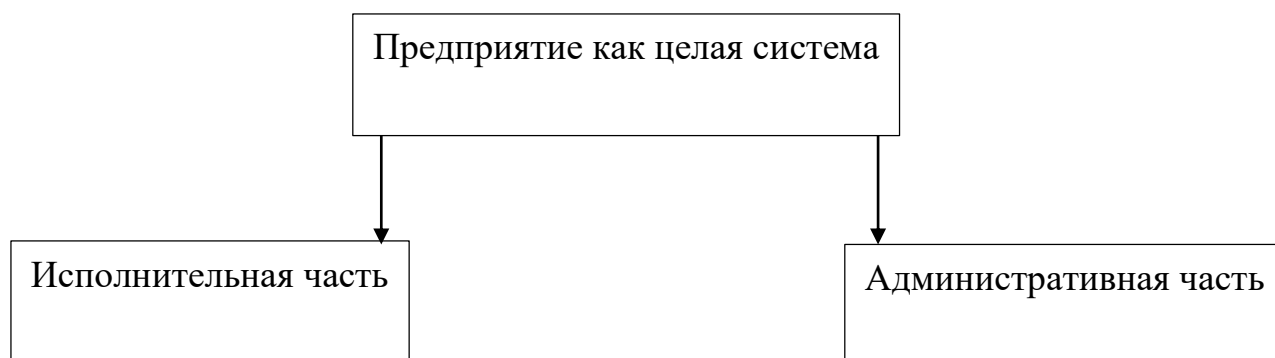 Предприятие как целая система
Исполнительная часть
Административная часть